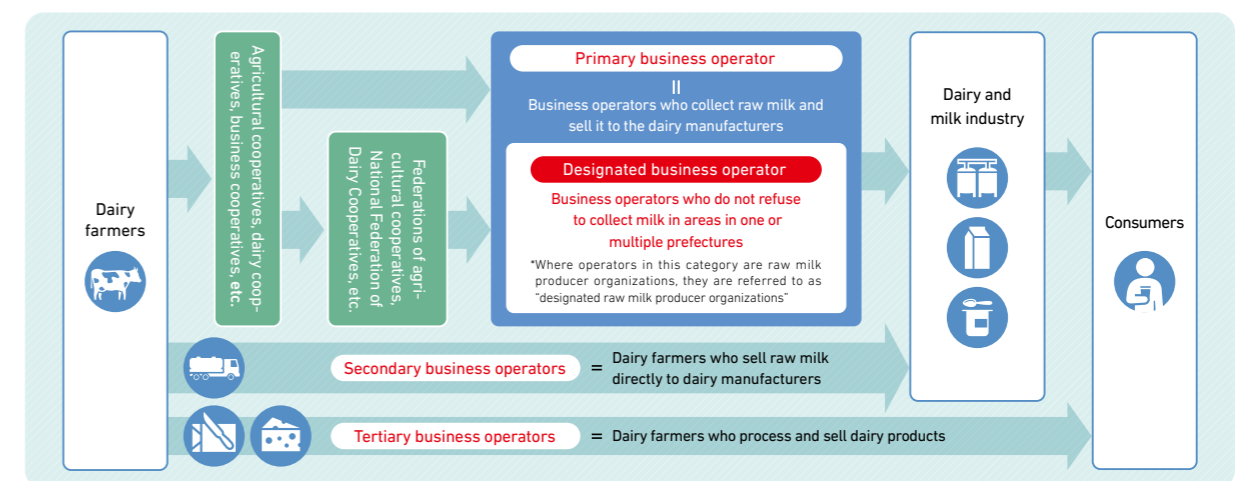 Dairy
farmers
Agricultural cooperatives, dairy coop-
eratives, business cooperatives, etc.
Federations of agri-
cultural cooperatives,
National Federation of
Dairy Cooperatives, etc.
Primary business operator
=
Business operators who collect raw milk and
sell it to the dairy manufacturers
Designated business operator
Business operators who do not refuse
to collect milk in areas in one or
multiple prefectures
*Where operators in this category are raw milk
producer organizations, they are referred to as
“designated raw milk producer organizations”
Dairy and
milk industry
Consumers
Secondary business operators = Dairy farmers who sell raw milk
directly to dairy manufacturers
Tertiary business operators = Dairy farmers who process and sell dairy products